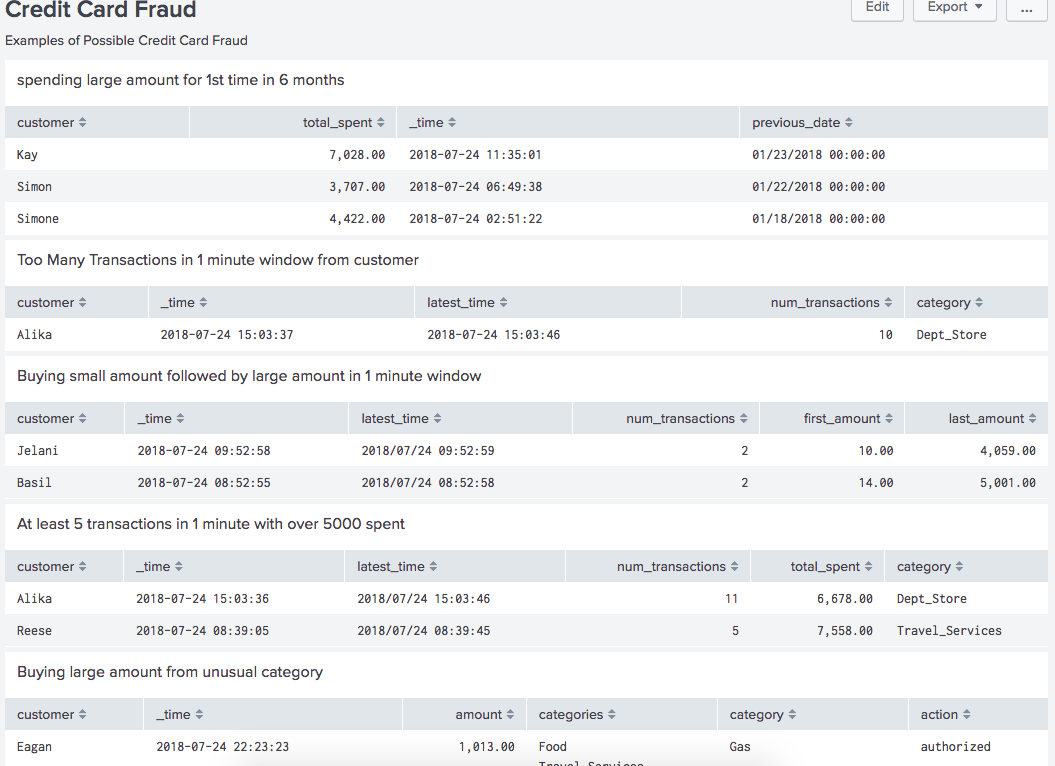 Credit Card Fraud
Edit Export ...
Examples of Possible Credit Card Fraud
spending large amount for 1st time in 6 months
customer total_spent _time previous_date
Kay 7,028.00 2018-07-24 11:35:01 01/23/2018 00:00:00
Simon 3,707.00 2018-07-24 06:49:38 01/22/2018 00:00:00
Simone 4,422.00 2018-07-24 02:51:22 01/18/2018 00:00:00
Too Many Transactions in 1 minute window from customer
customer _time latest_time num_transactions category
Alika 2018-07-24 15:03:37 2018-07-24 15:03:46 10 Dept_Store
Buying small amount followed by large amount in 1 minute window
customer _time latest_time num_transactions first_amount last_amount
Jelani 2018-07-24 09:52:58 2018/07/24 09:52:59 2 10.00 4,059.00
Basil 2018-07-24 08:52:55 2018/07/24 08:52:58 2 14.00 5,001.00
At least 5 transactions in 1 minute with over 5000 spent
customer _time latest_time num_transactions total_spent category
Alika 2018-07-24 15:03:36 2018/07/24 15:03:46 11 6,678.00 Dept_Store
Reese 2018-07-24 08:39:05 2018/07/24 08:39:45 5 7,558.00 Travel_Services
Buying large amount from unusual category
customer _time amount categories category action
Eagan 2018-07-24 22:23:23 1,013.00 Food Gas authorized
Travel_Services